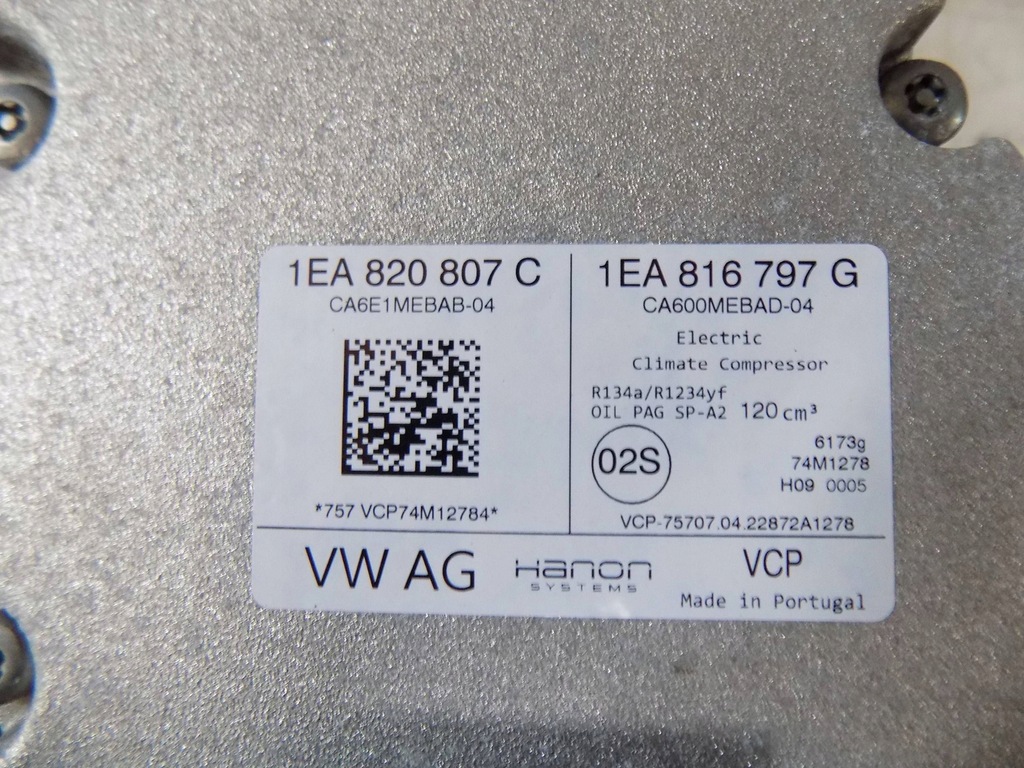 1EA 820 807 C
CA6E1MEBAB-04
*757 VCP74M12784*
1EA 816 797 G
CA600MEBAD-04
Electric
Climate Compressor
R134a/R1234yf
OIL PAG SP-A2 120 cm³
02S
6173g
74M1278
H09 0005
VCP-75707.04.22872A1278
VW AG
Hanon
SYSTEMS
VCP
Made in Portugal